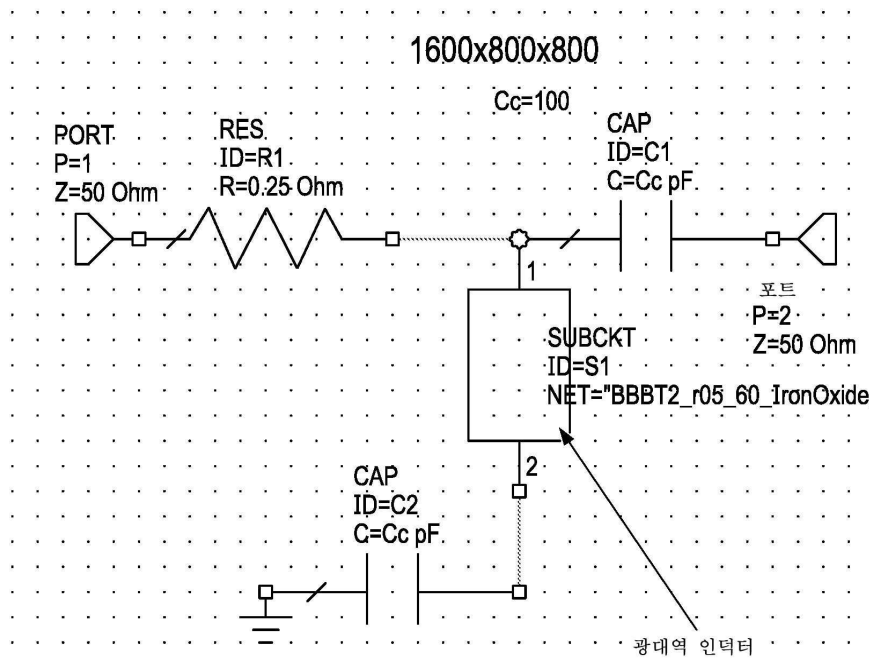 1600x800x800
Cc=100
PORT
P=1
Z=50 Ohm
RES
ID=R1
R=0.25 Ohm
CAP
ID=C1
C=Cc pF
1
포트
P=2
Z=50 Ohm
SUBCKT
ID=S1
NET="BBBT2_r05_60_IronOxide
2
CAP
ID=C2
C=Cc pF
광대역 인덕터